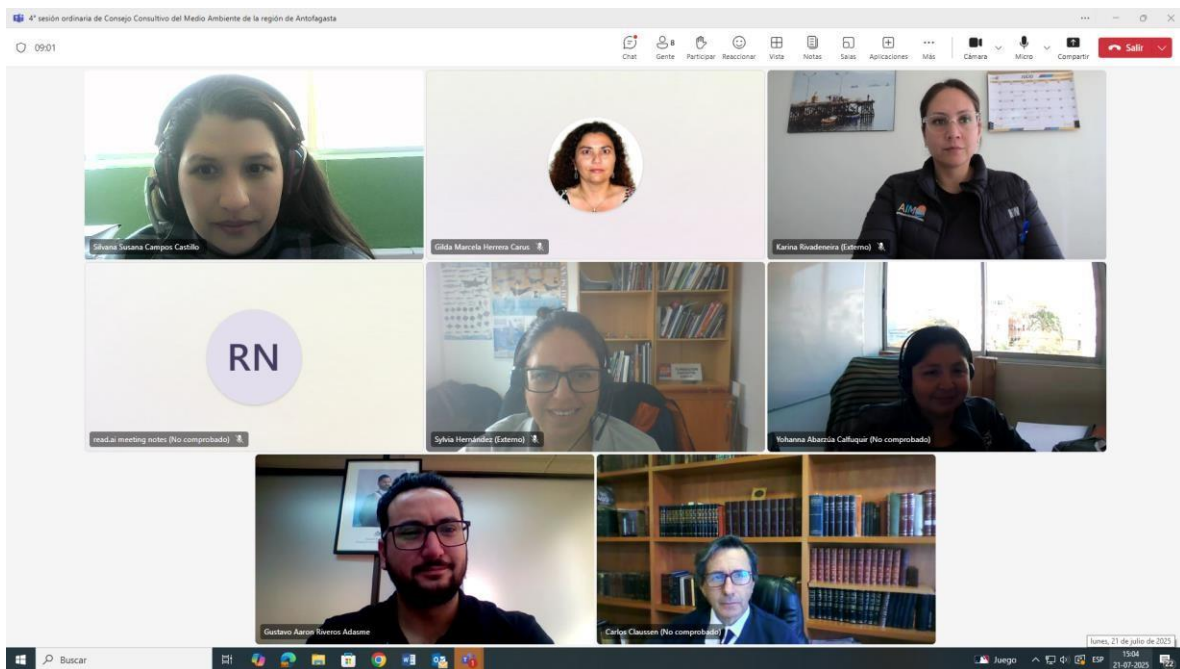 4° sesión ordinaria de Consejo Consultivo del Medio Ambiente de la región de Antofagasta
09:01
Chat
Gente 8
Participar
Reaccionar
Vista
Notas
Salas
Aplicaciones
Más
Cámara
Micro
Compartir
Salir
Silvana Susana Campos Castillo
Gilda Marcela Herrera Carus
JULIO
AIM
Karina Rivadeneira (Externo)
RN
read.ai meeting notes (No comprobado)
Sylvia Hernández (Externo)
Yohanna Abarzúa Calfuquir (No comprobado)
Gustavo Aaron Riveros Adasme
Carlos Claussen (No comprobado)
lunes, 21 de julio de 2025
Buscar
Juego
ESP
15:04
21-07-2025
22